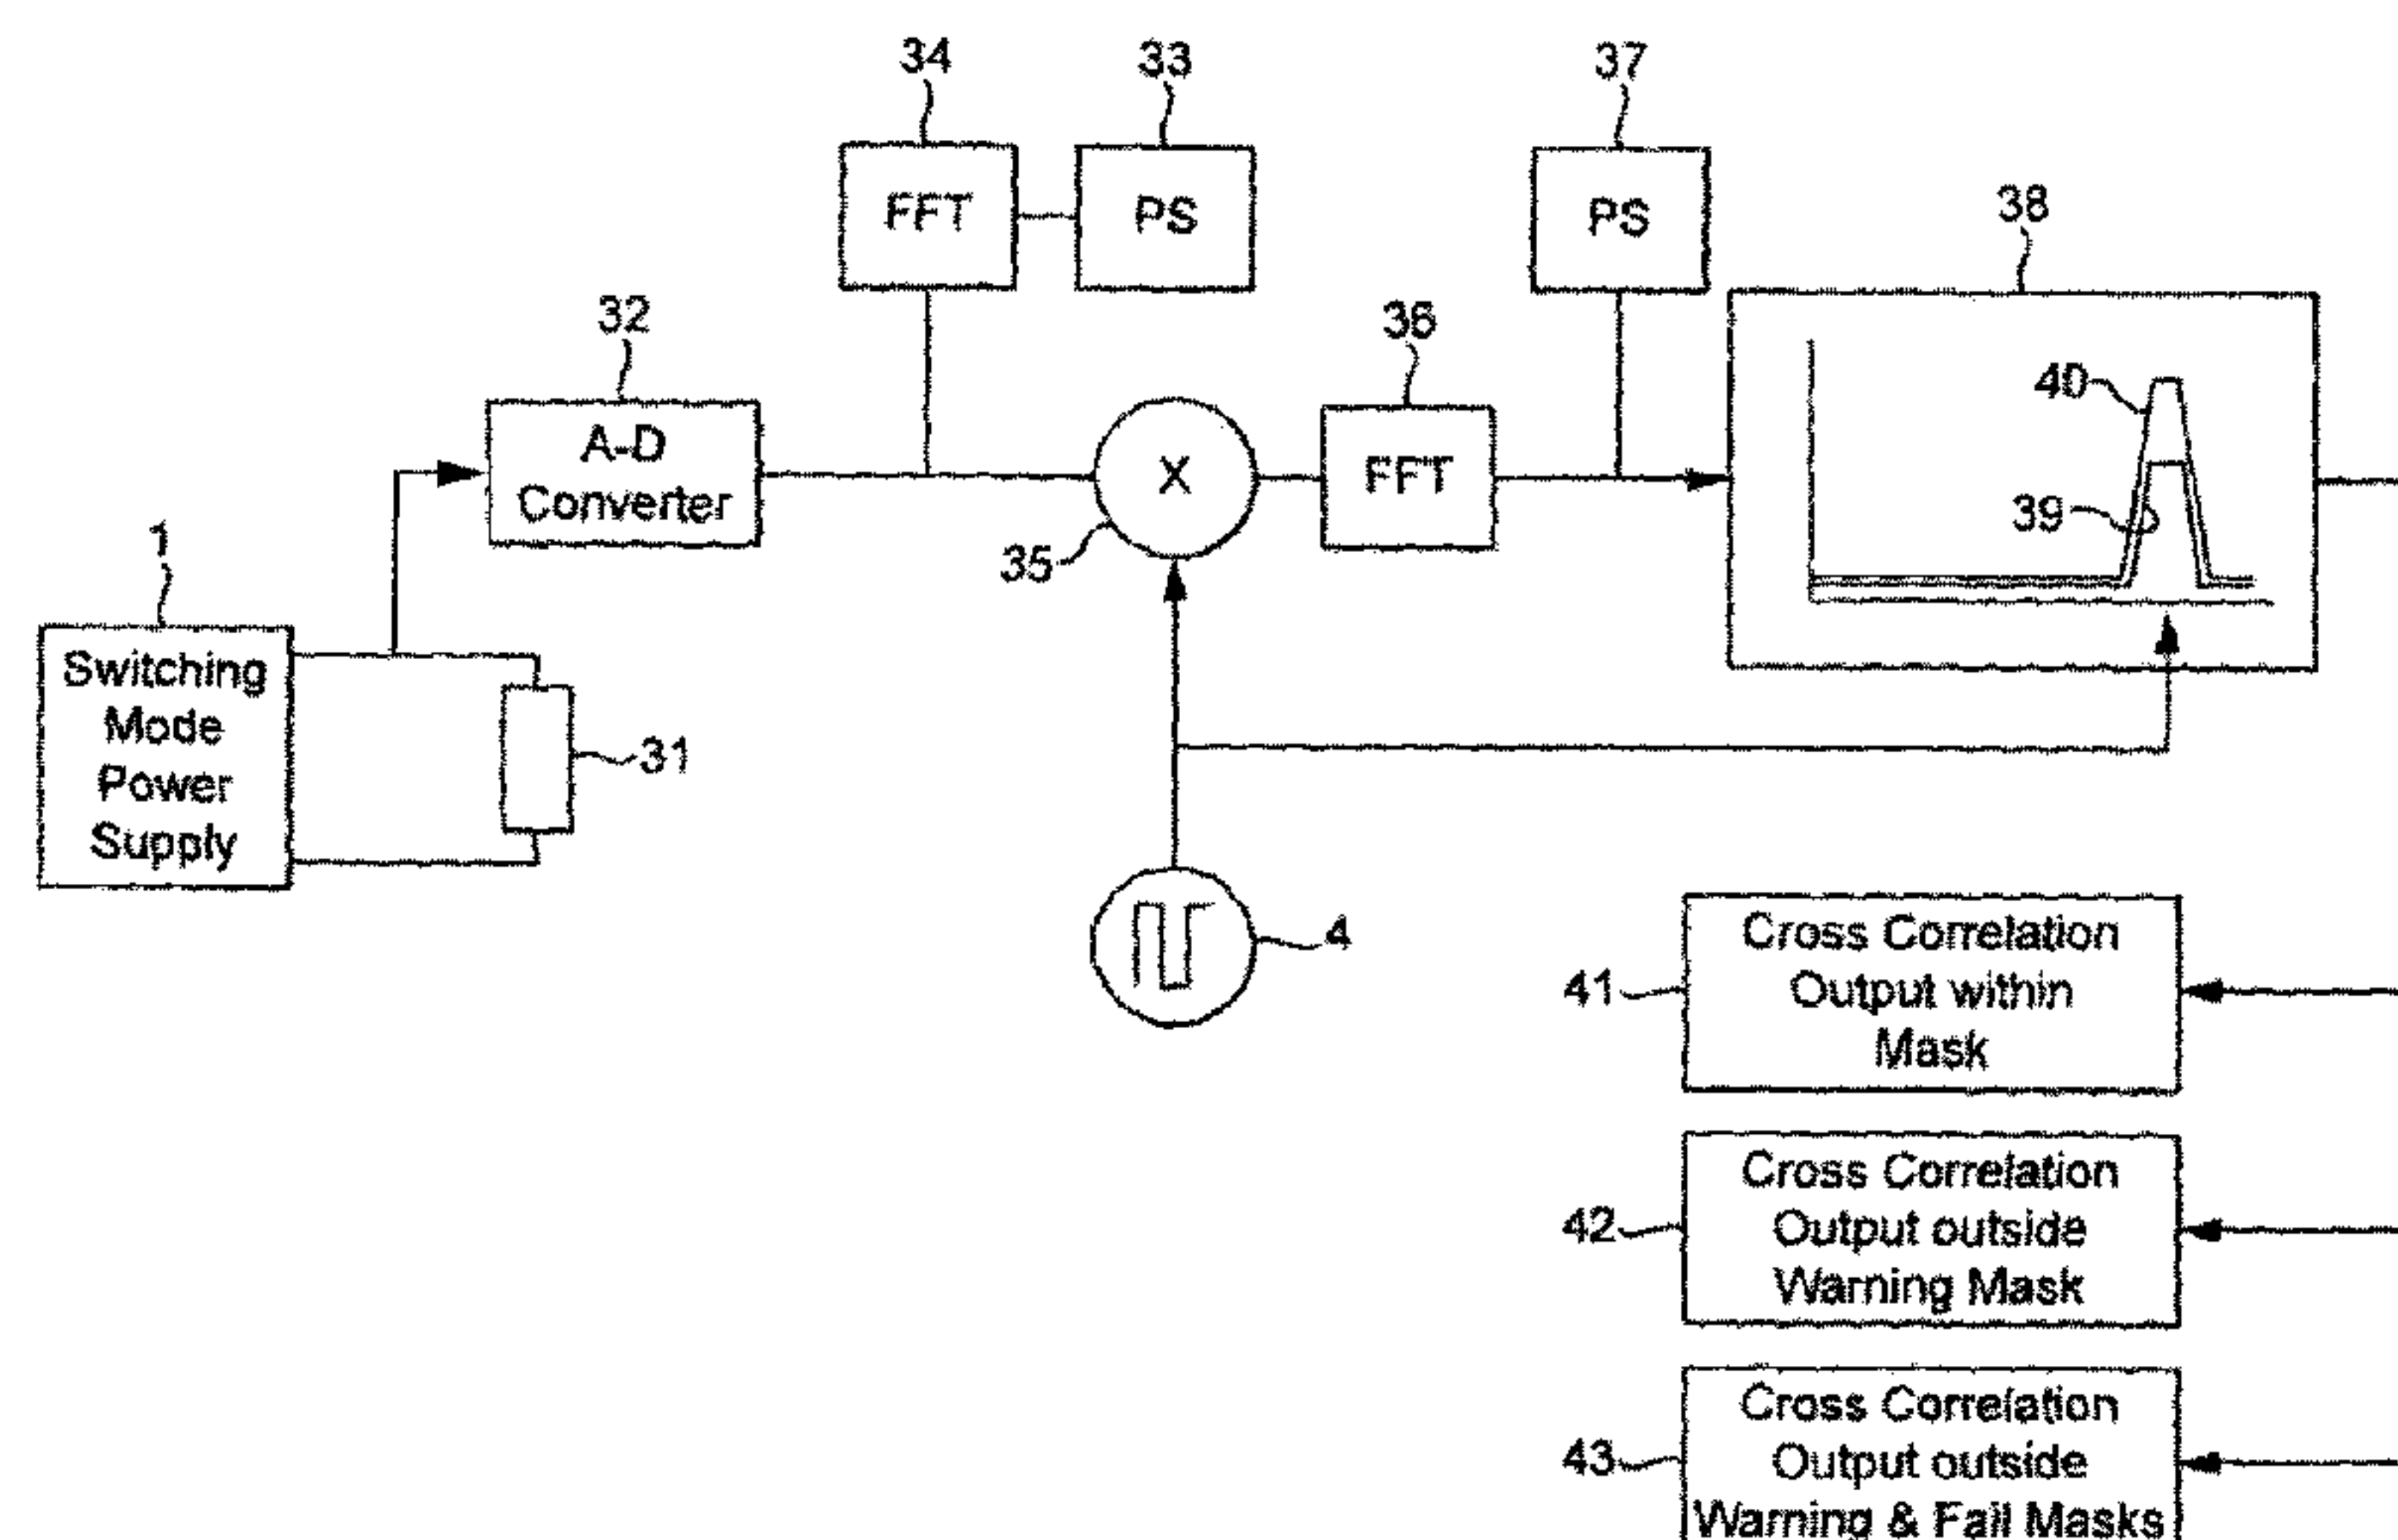 34
33
37
FFT
PS
PS
38
32
36
A-D
Converter
X
FFT
40
39
35
1
Switching
Mode
Power
Supply
31
4
41
Cross Correlation
Output within
Mask
42
Cross Correlation
Output outside
Warning Mask
43
Cross Correlation
Output outside
Warning & Fail Masks